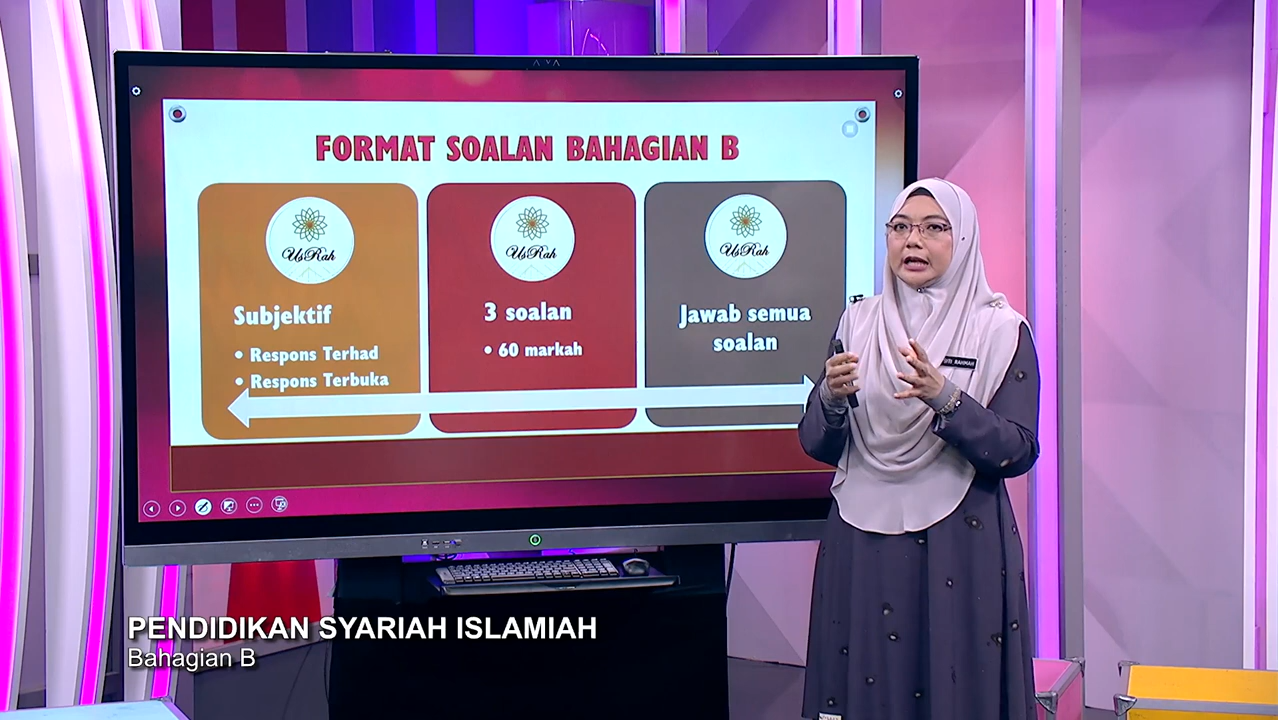 FORMAT SOALAN BAHAGIAN B
UsRah
Subjektif
• Respons Terhad
• Respons Terbuka
UsRah
3 soalan
• 60 markah
UsRah
Jawab semua
soalan
RAHMAH
PENDIDIKAN SYARIAH ISLAMIAH
Bahagian B